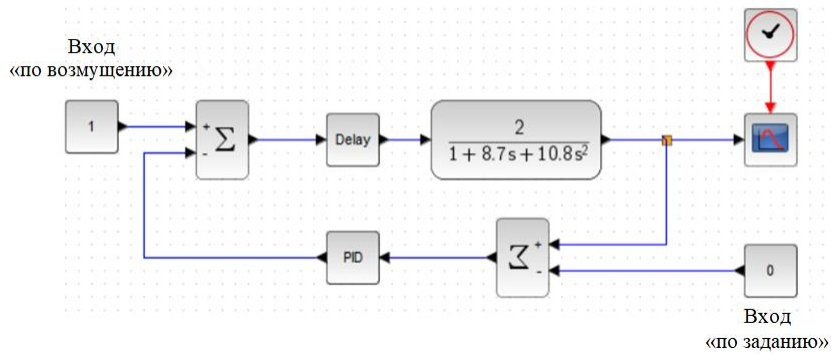 Вход
«по возмущению»
1
+
-
Σ
Delay
2
1 + 8.7s + 10.8s²
PID
Σ
+
-
0
Вход
«по заданию»